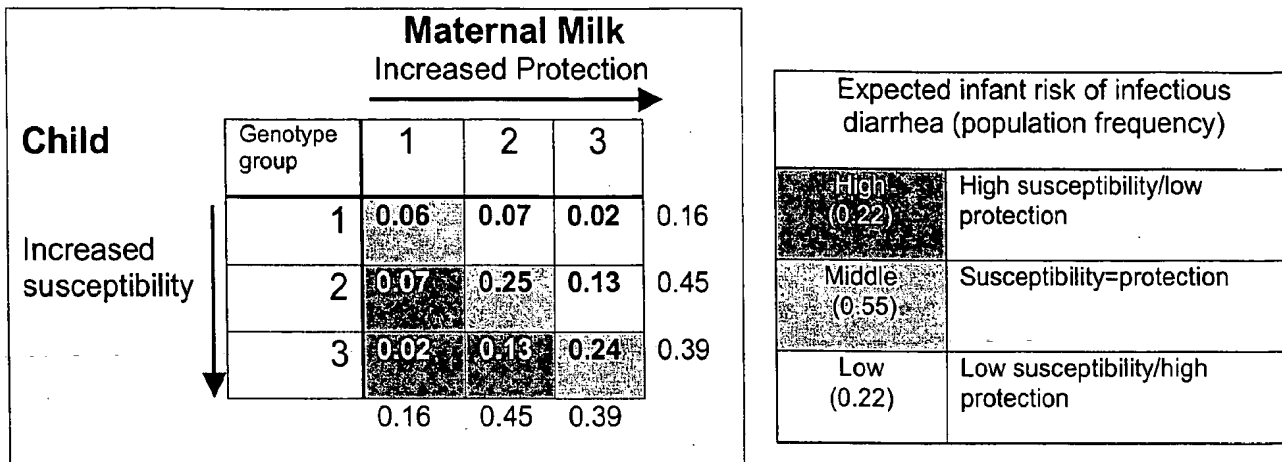 Maternal Milk
Increased Protection
Child
Genotype group
1 2 3
Increased susceptibility
1 0.06 0.07 0.02 0.16
2 0.07 0.25 0.13 0.45
3 0.02 0.13 0.24 0.39
0.16 0.45 0.39
Expected infant risk of infectious
diarrhea (population frequency)
High
(0.22)
High susceptibility/low
protection
Middle
(0.55)
Susceptibility=protection
Low
(0.22)
Low susceptibility/high
protection